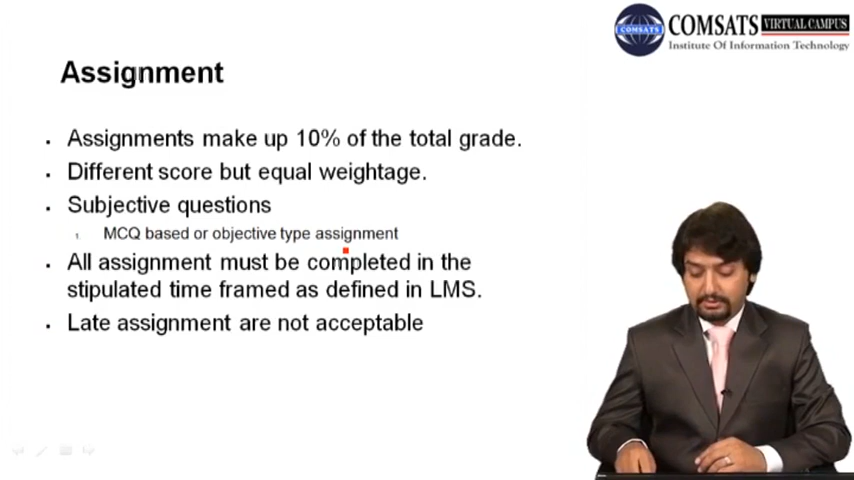 COMSATS VIRTUAL CAMPUS
COMSATS
Institute Of Information Technology
Assignment
Assignments make up 10% of the total grade.
Different score but equal weightage.
Subjective questions
1. MCQ based or objective type assignment
All assignment must be completed in the
stipulated time framed as defined in LMS.
Late assignment are not acceptable